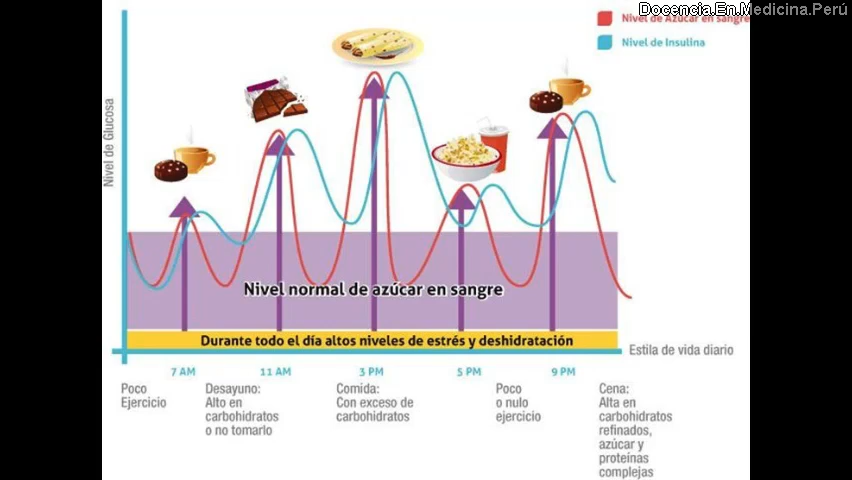 Docencia.En.Medicina.Perú
Nivel de Azúcar en sangre
Nivel de Insulina
Nivel de Glucosa
Nivel normal de azúcar en sangre
Durante todo el día altos niveles de estrés y deshidratación
Estila de vida diario
7 AM
11 AM
3 PM
5 PM
9 PM
Poco
Ejercicio
Desayuno:
Alto en
carbohidratos
o no tomarlo
Comida:
Con exceso de
carbohidratos
Poco
o nulo
ejercicio
Cena:
Alta en
carbohidratos
refinados,
azúcar y
proteínas
complejas